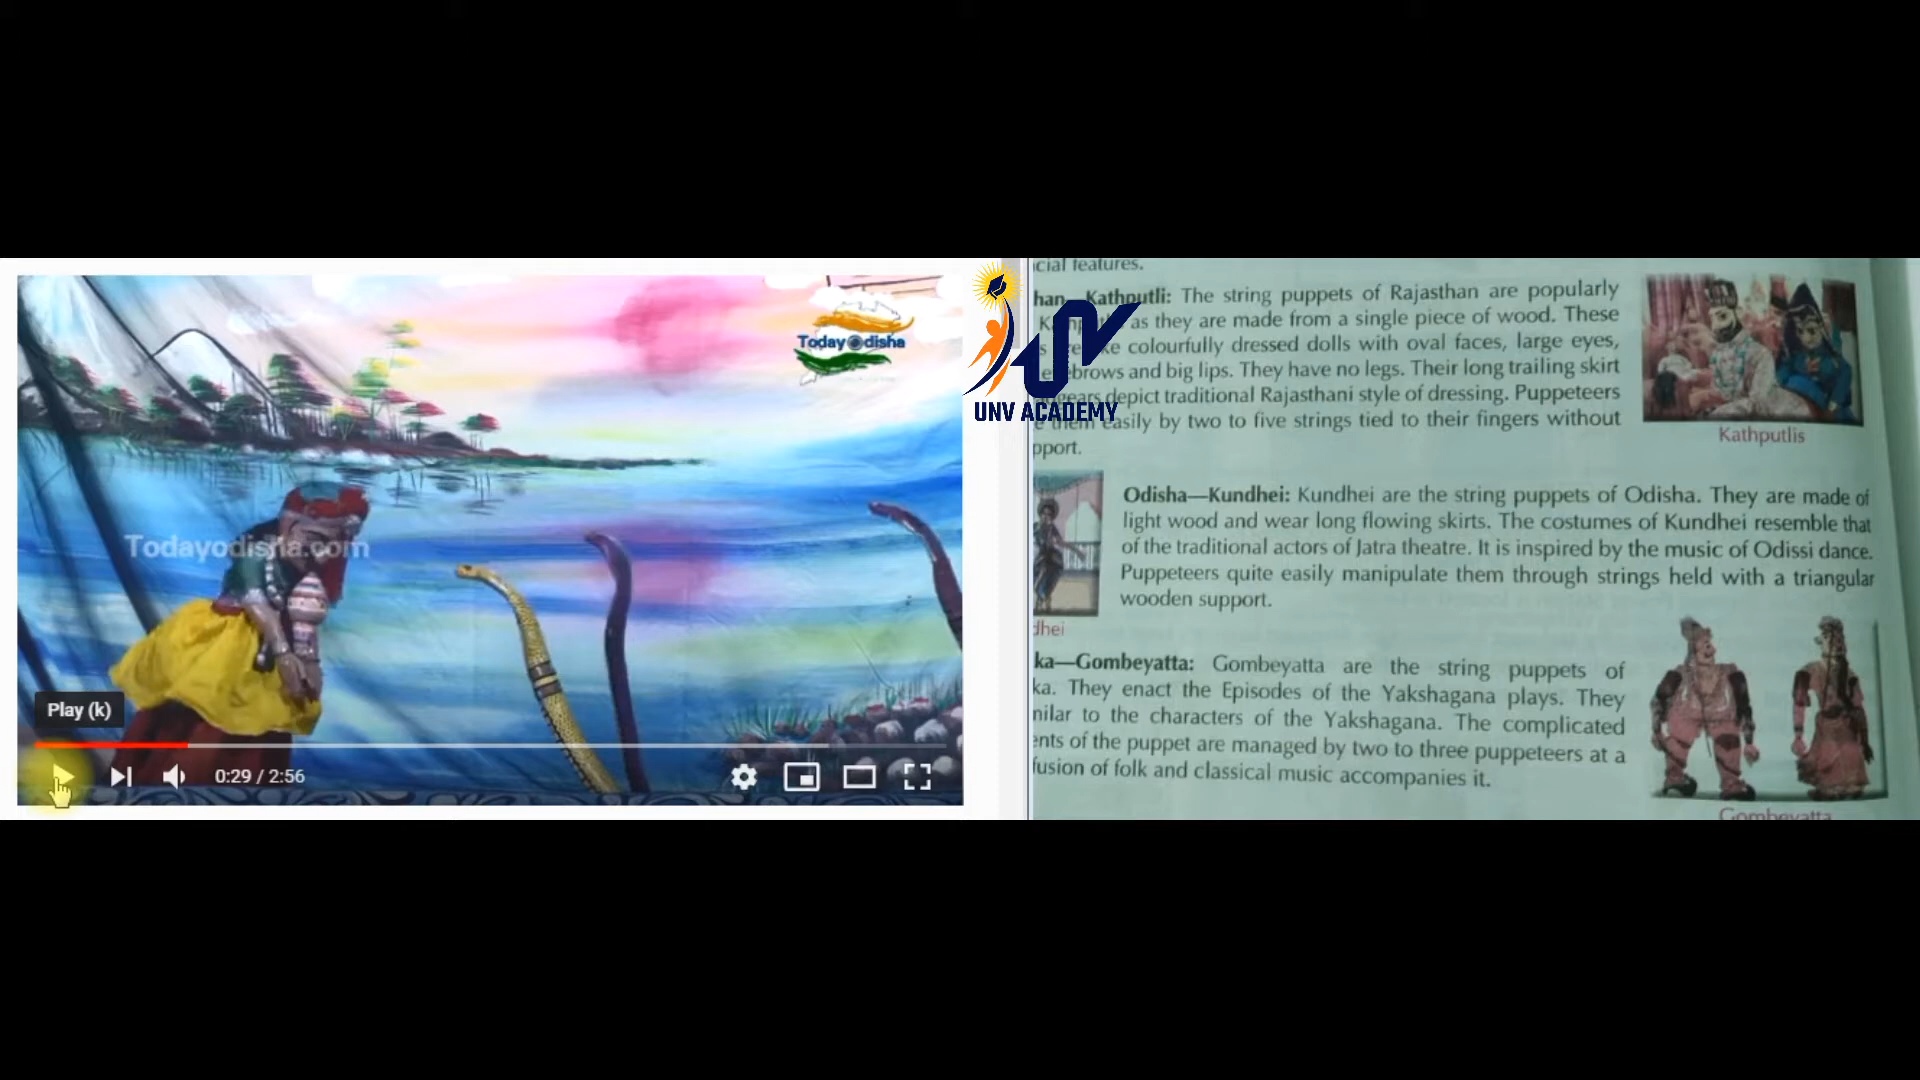 Today Odisha
Todayodisha.com
Play (k)
0:29 / 2:56
UNV ACADEMY
cial features.
han—Kathputli: The string puppets of Rajasthan are popularly
as they are made from a single piece of wood. These
colourfully dressed dolls with oval faces, large eyes,
brows and big lips. They have no legs. Their long trailing skirt
depict traditional Rajasthani style of dressing. Puppeteers
them easily by two to five strings tied to their fingers without
pport.
Kathputlis
Odisha—Kundhei: Kundhei are the string puppets of Odisha. They are made of
light wood and wear long flowing skirts. The costumes of Kundhei resemble that
of the traditional actors of Jatra theatre. It is inspired by the music of Odissi dance.
Puppeteers quite easily manipulate them through strings held with a triangular
wooden support.
dhei
ka—Gombeyatta: Gombeyatta are the string puppets of
ka. They enact the Episodes of the Yakshagana plays. They
nilar to the characters of the Yakshagana. The complicated
ents of the puppet are managed by two to three puppeteers at a
fusion of folk and classical music accompanies it.
Gombeyatta